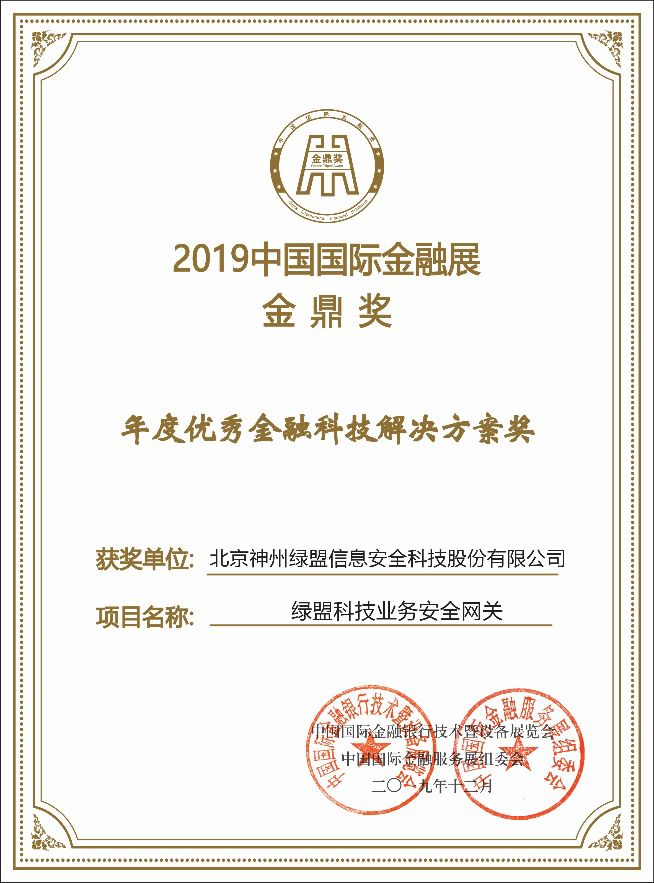 金鼎奖
2019中国国际金融展
金鼎奖
年度优秀金融科技解决方案奖
获奖单位: 北京神州绿盟信息安全科技股份有限公司
项目名称: 绿盟科技业务安全网关
中国国际金融银行技术暨设备展览会
中国国际金融服务展组委会
二〇一九年十二月
中国国际金融银行技术暨设备展览会
中国国际金融服务展组委会